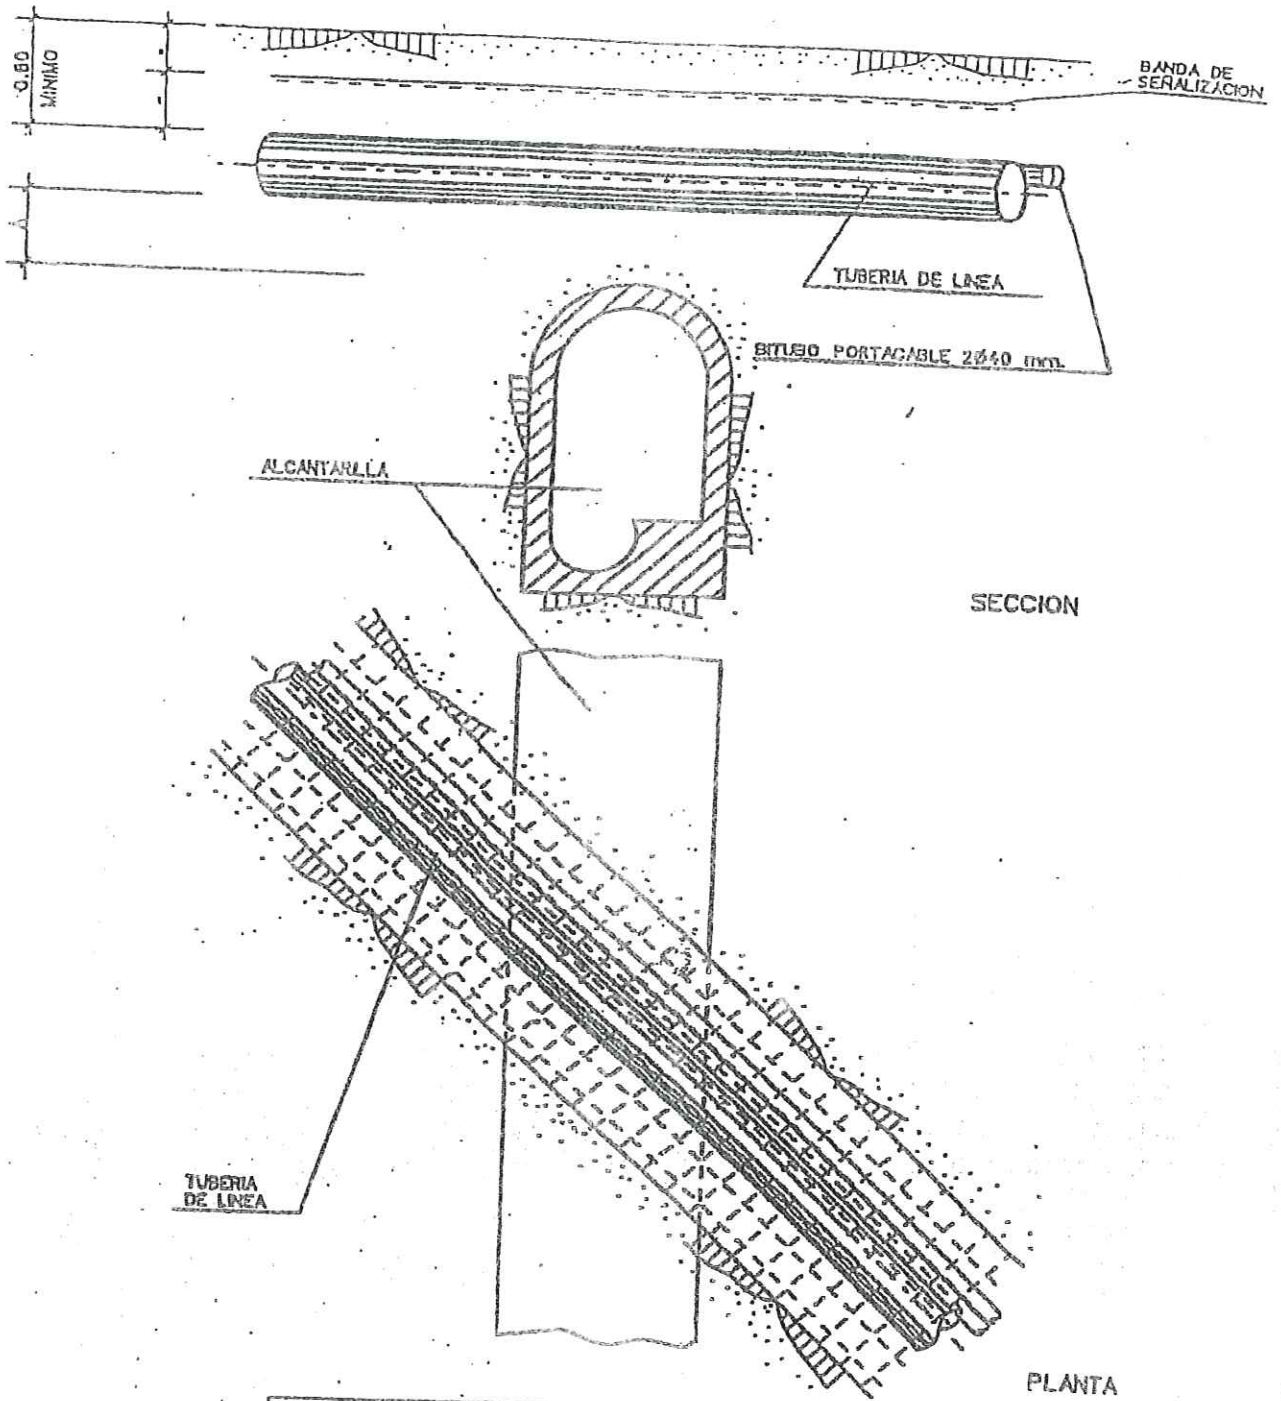 0.80
MINIMO
BANDA DE
SEÑALIZACION
TUBERIA DE LINEA
BITUBO PORTACABLE 2Ø40 mm.
ALCANTARILLA
SECCION
TUBERIA
DE LINEA
PLANTA